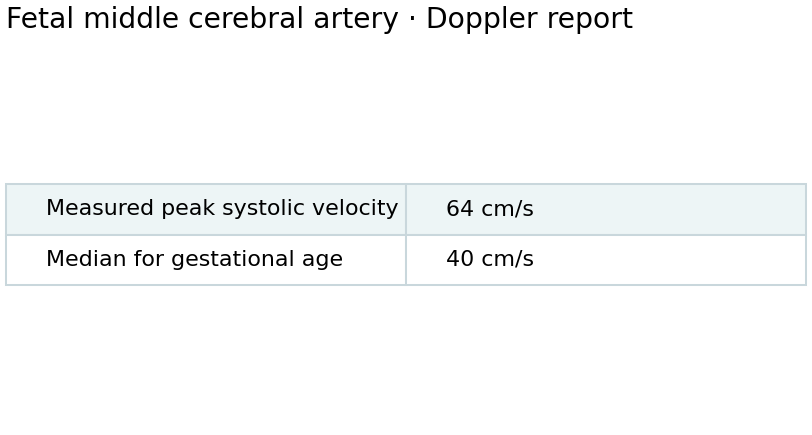 Fetal middle cerebral artery · Doppler report
Measured peak systolic velocity 64 cm/s
Median for gestational age 40 cm/s